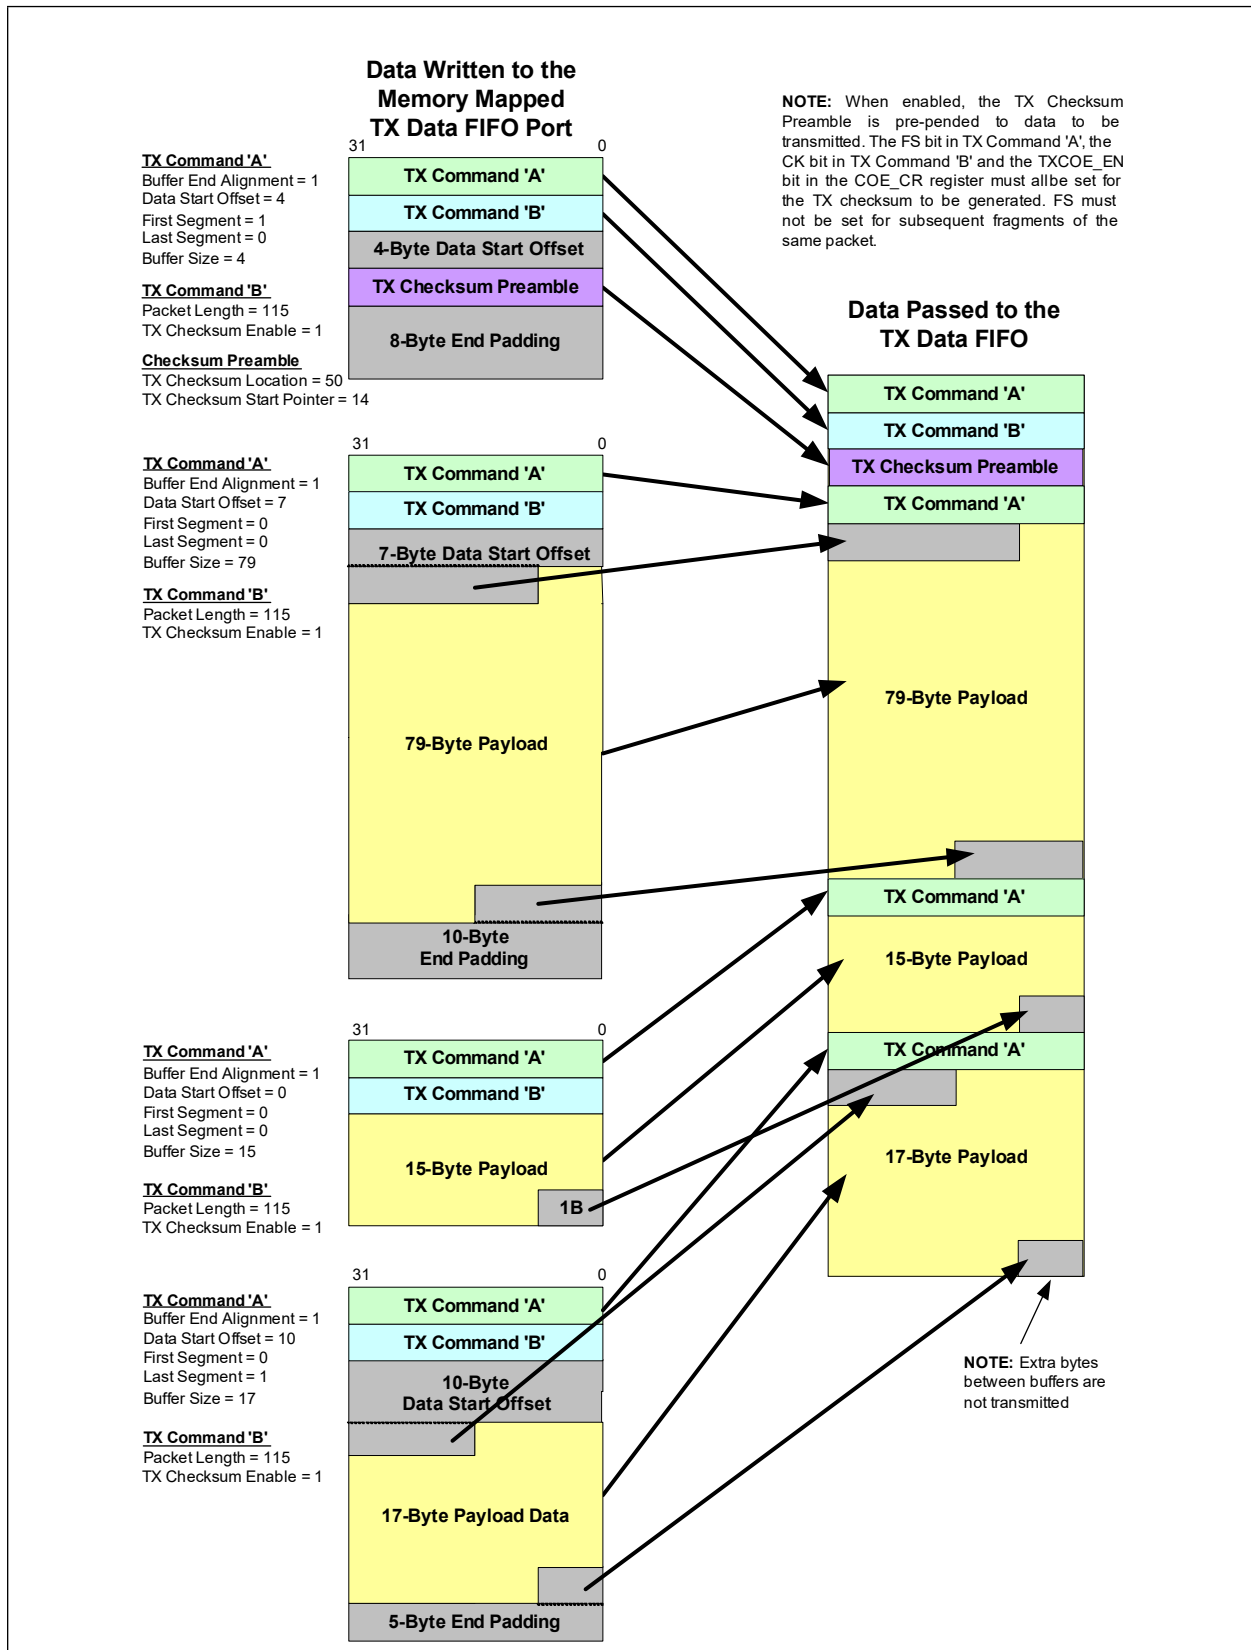 Data Written to the
Memory Mapped
TX Data FIFO Port
NOTE: When enabled, the TX Checksum
Preamble is pre-pended to data to be
transmitted. The FS bit in TX Command 'A', the
CK bit in TX Command 'B' and the TXCOE_EN
bit in the COE_CR register must allbe set for
the TX checksum to be generated. FS must
not be set for subsequent fragments of the
same packet.
31
0
TX Command 'A'
Buffer End Alignment = 1
Data Start Offset = 4
First Segment = 1
Last Segment = 0
Buffer Size = 4
TX Command 'B'
Packet Length = 115
TX Checksum Enable = 1
Checksum Preamble
TX Checksum Location = 50
TX Checksum Start Pointer = 14
TX Command 'A'
TX Command 'B'
4-Byte Data Start Offset
TX Checksum Preamble
8-Byte End Padding
Data Passed to the
TX Data FIFO
TX Command 'A'
TX Command 'B'
TX Checksum Preamble
TX Command 'A'
79-Byte Payload
TX Command 'A'
15-Byte Payload
TX Command 'A'
17-Byte Payload
NOTE: Extra bytes
between buffers are
not transmitted
31
0
TX Command 'A'
Buffer End Alignment = 1
Data Start Offset = 7
First Segment = 0
Last Segment = 0
Buffer Size = 79
TX Command 'B'
Packet Length = 115
TX Checksum Enable = 1
TX Command 'A'
TX Command 'B'
7-Byte Data Start Offset
79-Byte Payload
10-Byte
End Padding
31
0
TX Command 'A'
Buffer End Alignment = 1
Data Start Offset = 0
First Segment = 0
Last Segment = 0
Buffer Size = 15
TX Command 'B'
Packet Length = 115
TX Checksum Enable = 1
TX Command 'A'
TX Command 'B'
15-Byte Payload
1B
31
0
TX Command 'A'
Buffer End Alignment = 1
Data Start Offset = 10
First Segment = 0
Last Segment = 1
Buffer Size = 17
TX Command 'B'
Packet Length = 115
TX Checksum Enable = 1
TX Command 'A'
TX Command 'B'
10-Byte
Data Start Offset
17-Byte Payload Data
5-Byte End Padding